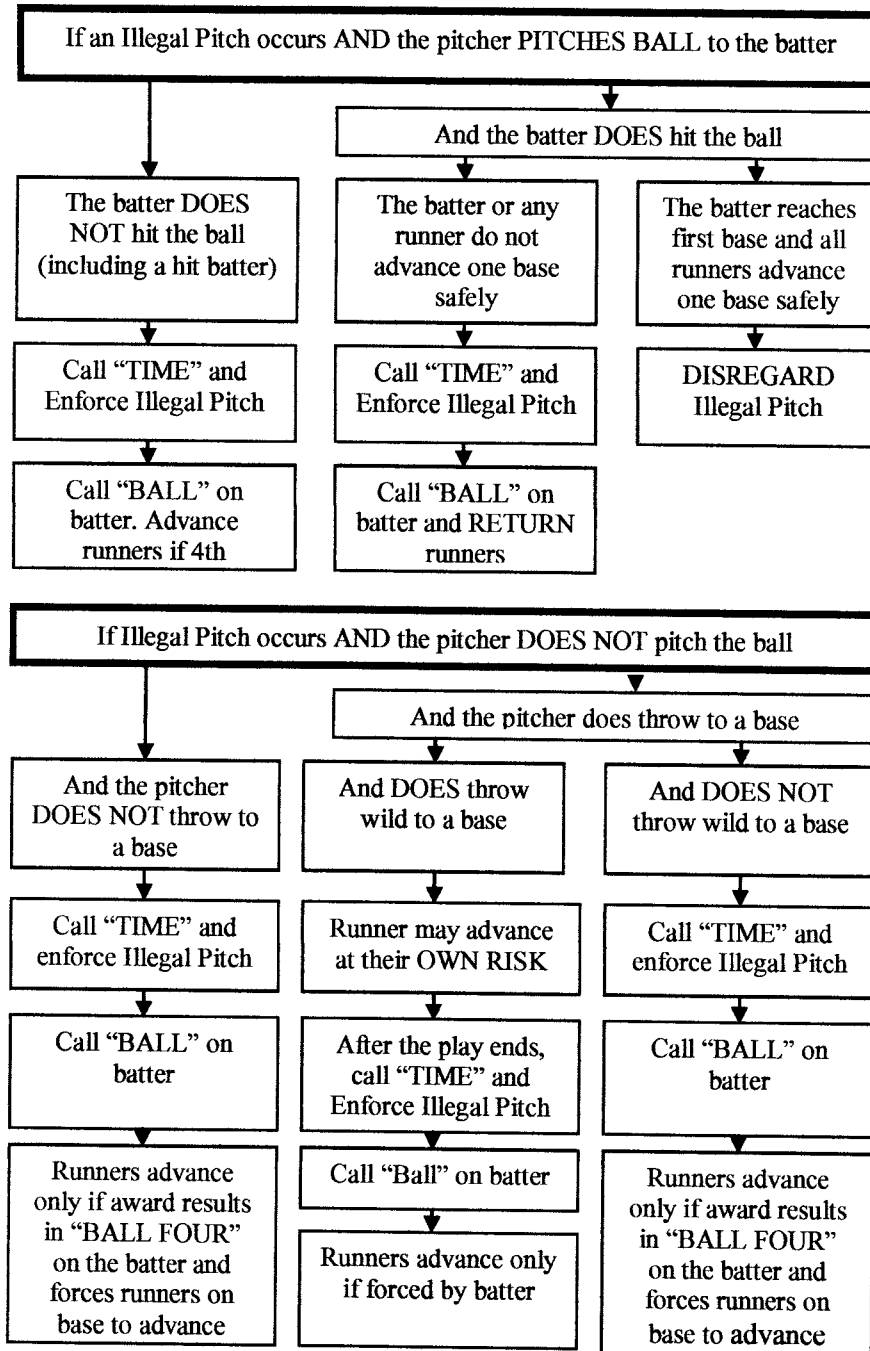 If an Illegal Pitch occurs AND the pitcher PITCHES BALL to the batter
And the batter DOES hit the ball
The batter DOES
NOT hit the ball
(including a hit batter)
Call “TIME” and
Enforce Illegal Pitch
Call “BALL” on
batter. Advance
runners if 4th
The batter or any
runner do not
advance one base
safely
Call “TIME” and
Enforce Illegal Pitch
Call “BALL” on
batter and RETURN
runners
The batter reaches
first base and all
runners advance
one base safely
DISREGARD
Illegal Pitch
If Illegal Pitch occurs AND the pitcher DOES NOT pitch the ball
And the pitcher does throw to a base
And the pitcher
DOES NOT throw to
a base
Call “TIME” and
enforce Illegal Pitch
Call “BALL” on
batter
Runners advance
only if award results
in “BALL FOUR”
on the batter and
forces runners on
base to advance
And DOES throw
wild to a base
Runner may advance
at their OWN RISK
After the play ends,
call “TIME” and
Enforce Illegal Pitch
Call “Ball” on batter
Runners advance only
if forced by batter
And DOES NOT
throw wild to a base
Call “TIME” and
enforce Illegal Pitch
Call “BALL” on
batter
Runners advance
only if award results
in “BALL FOUR”
on the batter and
forces runners on
base to advance